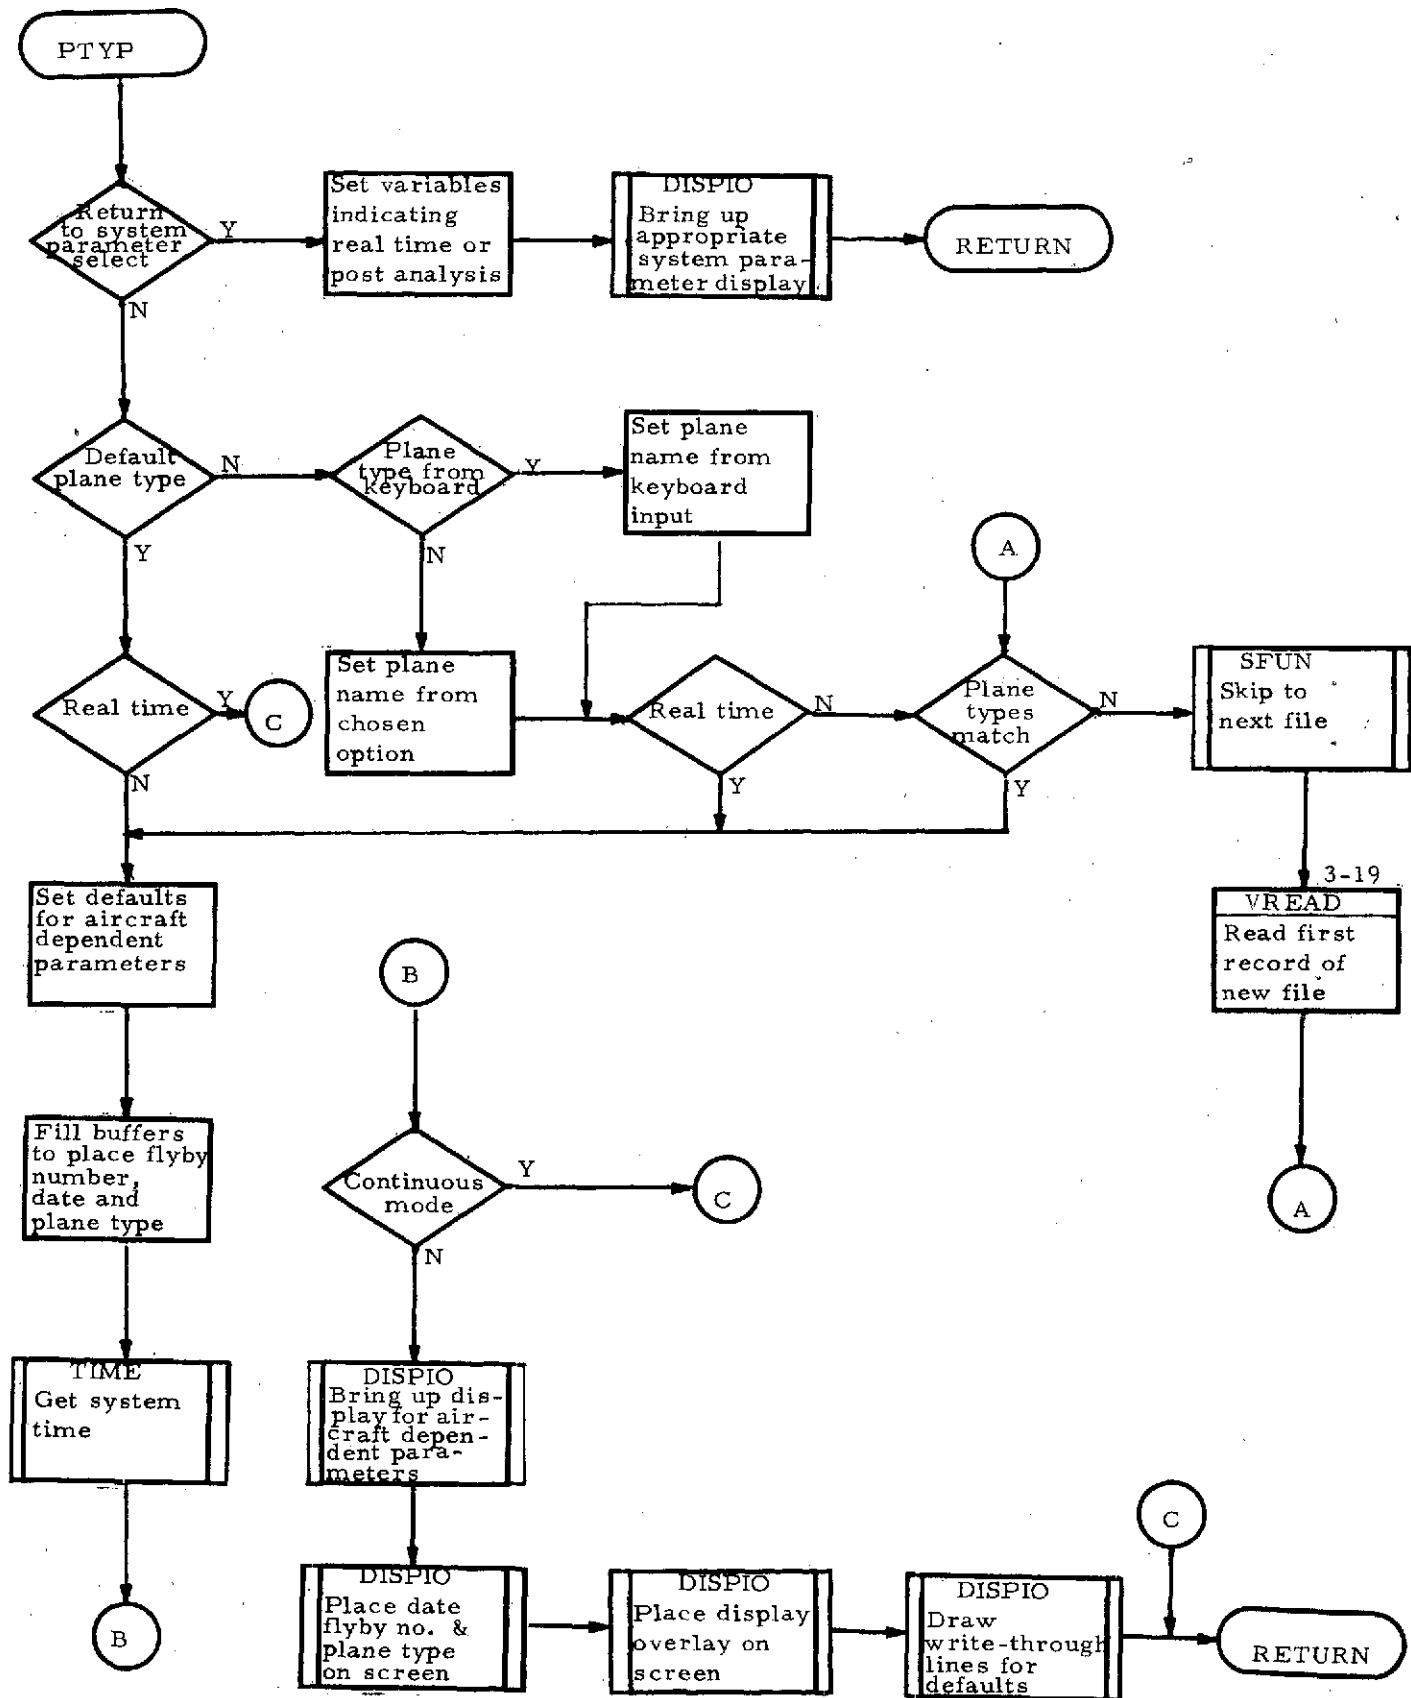 PTYP
Return
to system
parameter
select
Y
N
Set variables
indicating
real time or
post analysis
DISPIO
Bring up
appropriate
system para-
meter display
RETURN
Default
plane type
N
Y
Plane
type from
keyboard
Y
N
Set plane
name from
keyboard
input
A
Real time
Y
N
C
Set plane
name from
chosen
option
Real time
N
Y
Plane
types
match
N
Y
SFUN
Skip to
next file
3-19
VREAD
Read first
record of
new file
A
Set defaults
for aircraft
dependent
parameters
Fill buffers
to place flyby
number,
date and
plane type
TIME
Get system
time
B
B
Continuous
mode
Y
N
C
DISPIO
Bring up dis-
play for air-
craft depen-
dent para-
meters
DISPIO
Place date
flyby no. &
plane type
on screen
DISPIO
Place display
overlay on
screen
DISPIO
Draw
write-through
lines for
defaults
C
RETURN